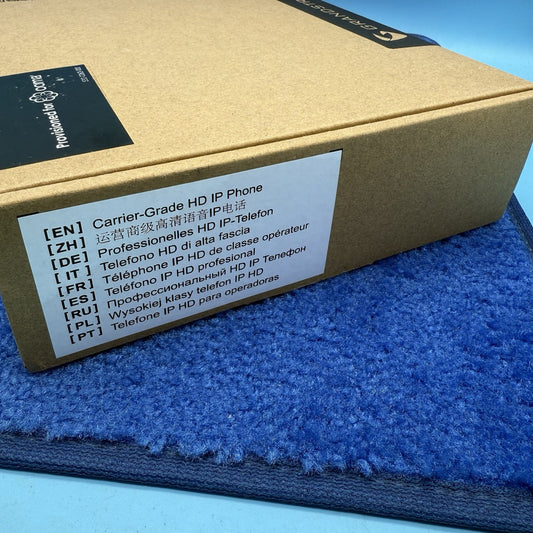 GRANDSTR
Provisioned for ooma
[EN] Carrier-Grade HD IP Phone
[ZH] 运营商级高清语音IP电话
[DE] Professionelles HD IP-Telefon
[IT] Telefono HD di alta fascia
[FR] Téléphone IP HD de classe opérateur
[ES] Teléfono IP HD profesional
[RU] Профессиональный HD IP Телефон
[PL] Wysokiej klasy telefon IP HD
[PT] Telefone IP HD para operadoras